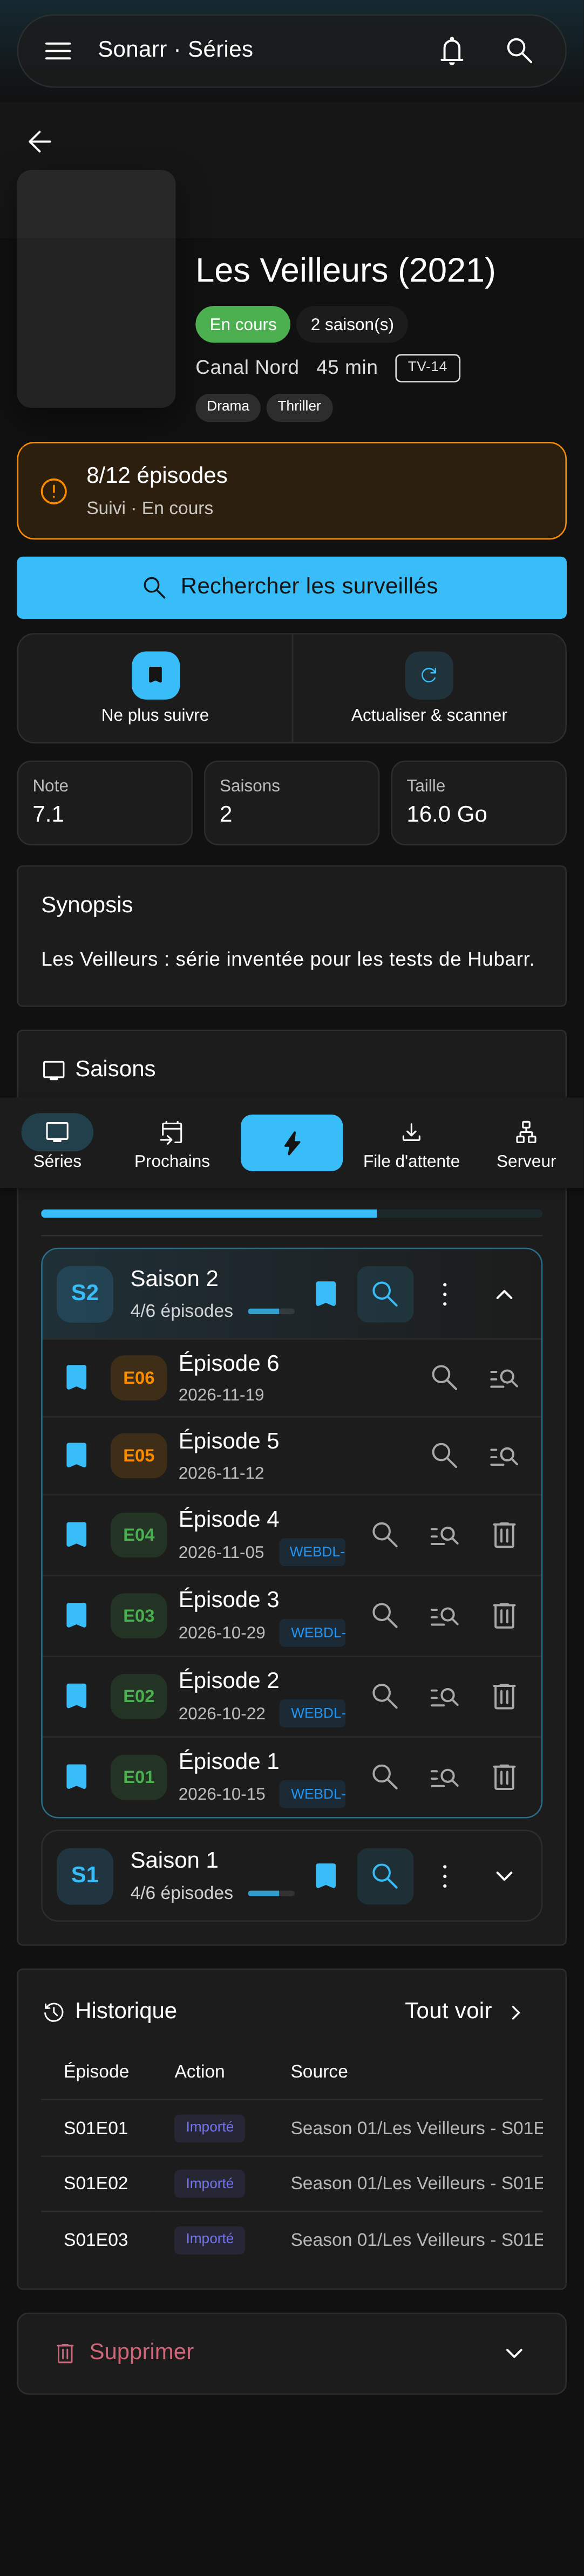 Sonarr · Séries
Les Veilleurs (2021)
En cours 2 saison(s)
Canal Nord 45 min TV-14
Drama Thriller
8/12 épisodes
Suivi · En cours
Rechercher les surveillés
Ne plus suivre Actualiser & scanner
Note Saisons Taille
7.1 2 16.0 Go
Synopsis
Les Veilleurs : série inventée pour les tests de Hubarr.
Saisons
Séries Prochains File d'attente Serveur
S2 Saison 2
4/6 épisodes
E06 Épisode 6
2026-11-19
E05 Épisode 5
2026-11-12
E04 Épisode 4
2026-11-05 WEBDL-
E03 Épisode 3
2026-10-29 WEBDL-
E02 Épisode 2
2026-10-22 WEBDL-
E01 Épisode 1
2026-10-15 WEBDL-
S1 Saison 1
4/6 épisodes
Historique Tout voir
Épisode Action Source
S01E01 Importé Season 01/Les Veilleurs - S01E
S01E02 Importé Season 01/Les Veilleurs - S01E
S01E03 Importé Season 01/Les Veilleurs - S01E
Supprimer